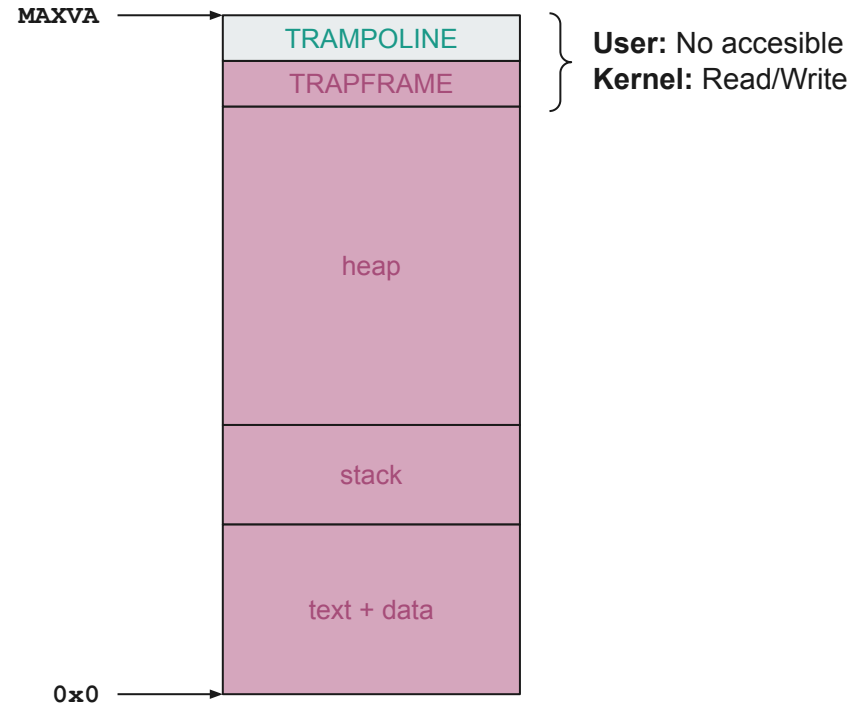 MAXVA
TRAMPOLINE
User: No accesible
TRAPFRAME
Kernel: Read/Write
heap
stack
text + data
0x0